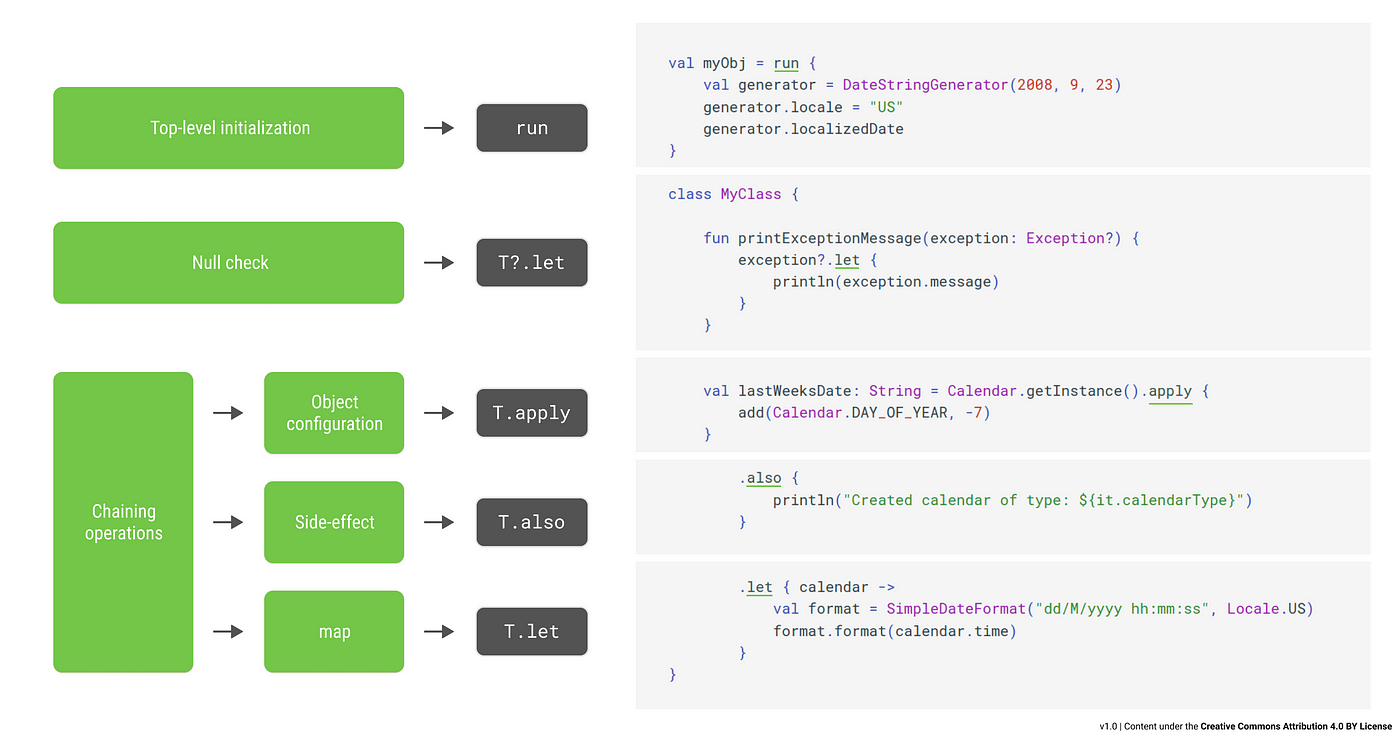 Top-level initialization
run
val myObj = run {
    val generator = DateStringGenerator(2008, 9, 23)
    generator.locale = "US"
    generator.localizedDate
}
Null check
T?.let
class MyClass {
    fun printExceptionMessage(exception: Exception?) {
        exception?.let {
            println(exception.message)
        }
    }
Chaining
operations
Object
configuration
T.apply
    val lastWeeksDate: String = Calendar.getInstance().apply {
        add(Calendar.DAY_OF_YEAR, -7)
    }
Side-effect
T.also
        .also {
            println("Created calendar of type: ${it.calendarType}")
        }
map
T.let
        .let { calendar ->
            val format = SimpleDateFormat("dd/M/yyyy hh:mm:ss", Locale.US)
            format.format(calendar.time)
        }
}
v1.0 | Content under the Creative Commons Attribution 4.0 BY License